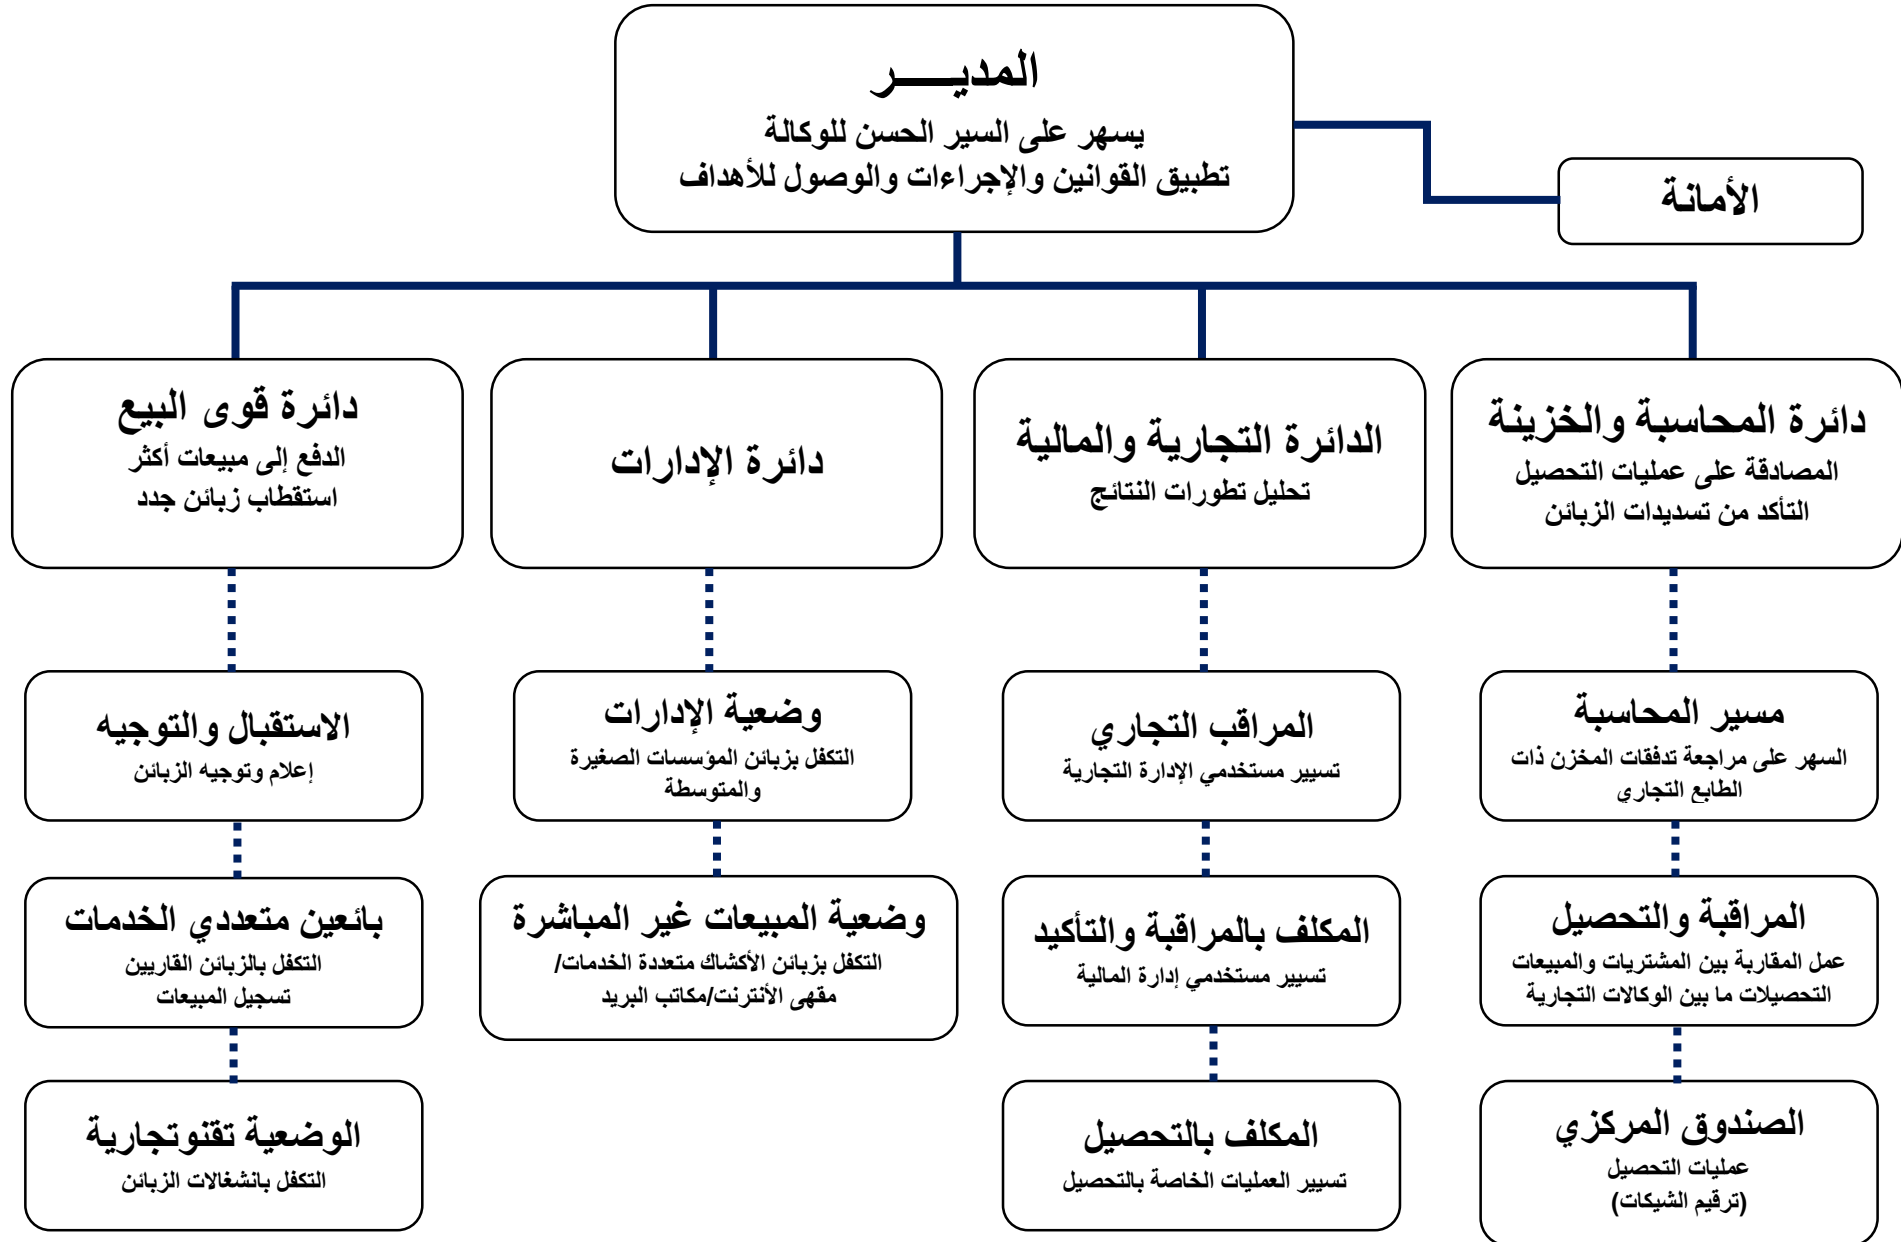 المديــــــر
يسهر على السير الحسن للوكالة
تطبيق القوانين والإجراءات والوصول للأهداف
الأمانة
دائرة المحاسبة والخزينة
المصادقة على عمليات التحصيل
التأكد من تسديدات الزبائن
الدائرة التجارية والمالية
تحليل تطورات النتائج
دائرة الإدارات
دائرة قوى البيع
الدفع إلى مبيعات أكثر
استقطاب زبائن جدد
مسير المحاسبة
السهر على مراجعة تدفقات المخزن ذات
الطابع التجاري
المراقب التجاري
تسيير مستخدمي الإدارة التجارية
وضعية الإدارات
التكفل بزبائن المؤسسات الصغيرة
والمتوسطة
الاستقبال والتوجيه
إعلام وتوجيه الزبائن
المراقبة والتحصيل
عمل المقاربة بين المشتريات والمبيعات
التحصيلات ما بين الوكالات التجارية
المكلف بالمراقبة والتأكيد
تسيير مستخدمي إدارة المالية
وضعية المبيعات غير المباشرة
التكفل بزبائن الأكشاك متعددة الخدمات/
مقهى الأنترنت/مكاتب البريد
بائعين متعددي الخدمات
التكفل بالزبائن القاريين
تسجيل المبيعات
الصندوق المركزي
عمليات التحصيل
(ترقيم الشيكات)
المكلف بالتحصيل
تسيير العمليات الخاصة بالتحصيل
الوضعية تقنوتجارية
التكفل بانشغالات الزبائن